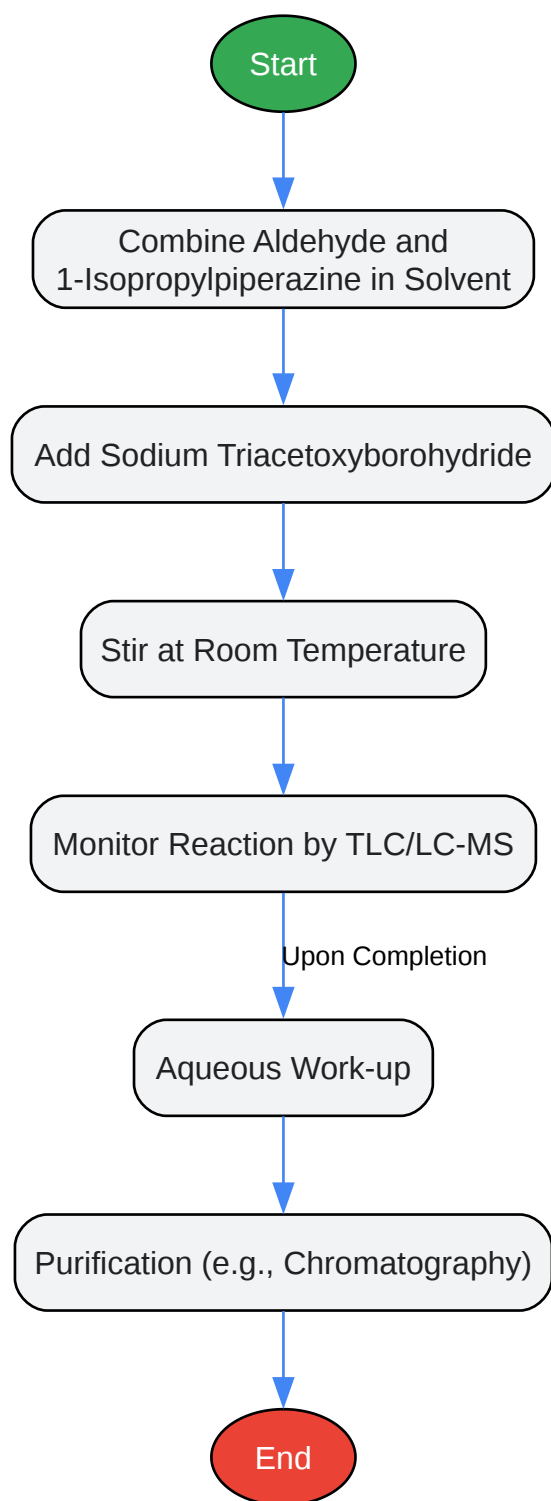 Start
Combine Aldehyde and
1-Isopropylpiperazine in Solvent
Add Sodium Triacetoxyborohydride
Stir at Room Temperature
Monitor Reaction by TLC/LC-MS
Upon Completion
Aqueous Work-up
Purification (e.g., Chromatography)
End